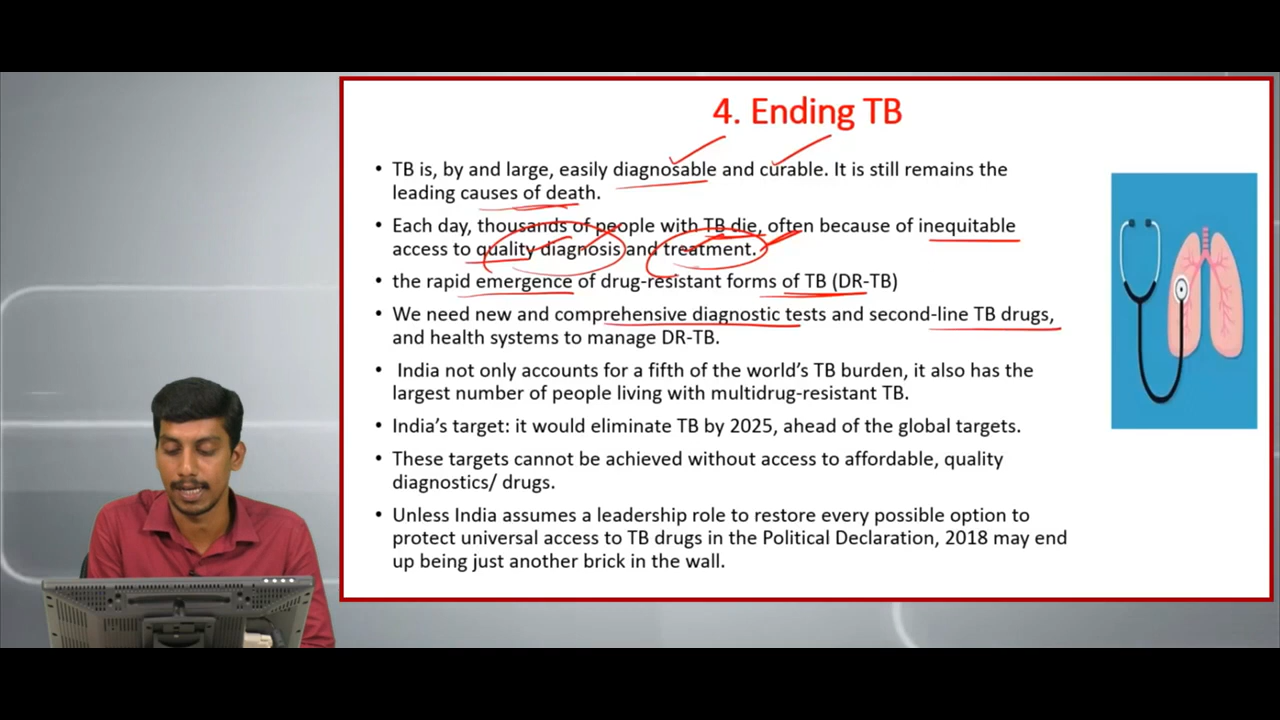 4. Ending TB
• TB is, by and large, easily diagnosable and curable. It is still remains the
leading causes of death.
• Each day, thousands of people with TB die, often because of inequitable
access to quality diagnosis and treatment.
• the rapid emergence of drug-resistant forms of TB (DR-TB)
• We need new and comprehensive diagnostic tests and second-line TB drugs,
and health systems to manage DR-TB.
• India not only accounts for a fifth of the world's TB burden, it also has the
largest number of people living with multidrug-resistant TB.
• India's target: it would eliminate TB by 2025, ahead of the global targets.
• These targets cannot be achieved without access to affordable, quality
diagnostics/ drugs.
• Unless India assumes a leadership role to restore every possible option to
protect universal access to TB drugs in the Political Declaration, 2018 may end
up being just another brick in the wall.